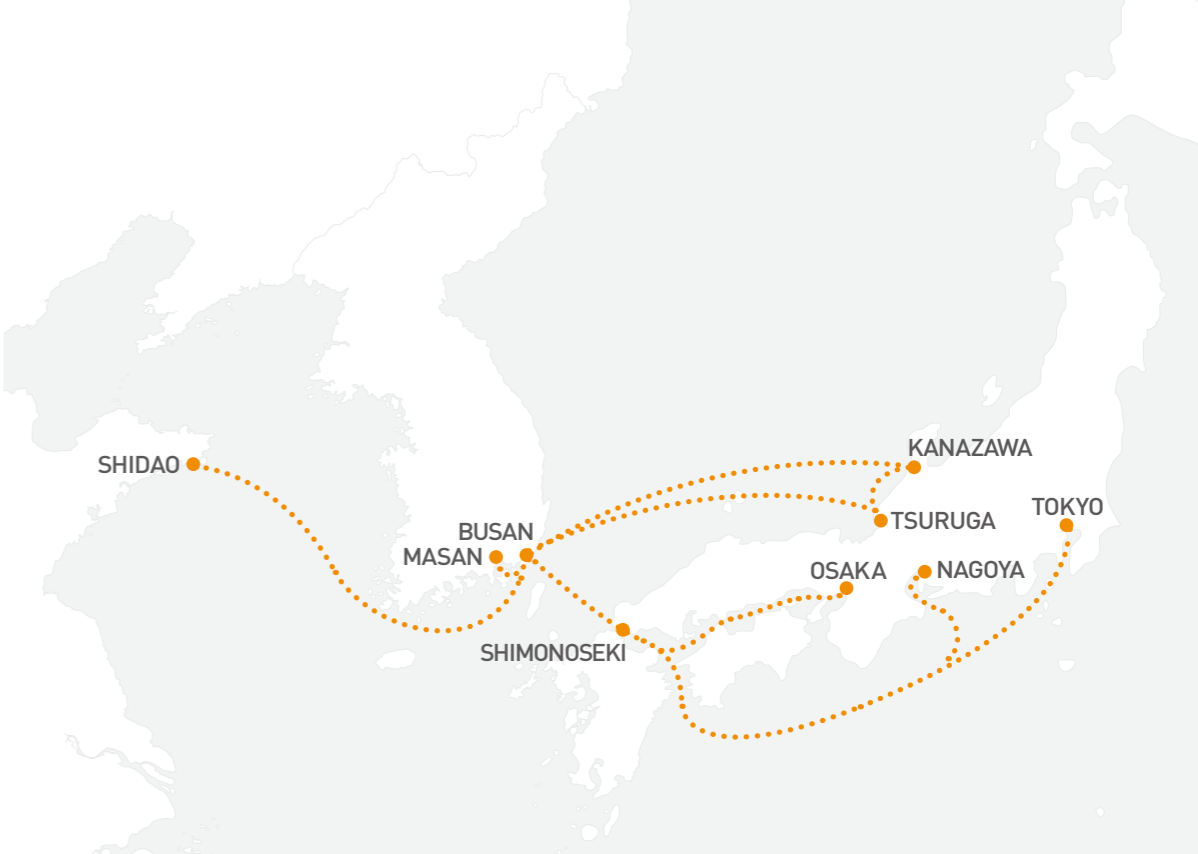 KANAZAWA
SHIDAO
TOKYO
TSURUGA
BUSAN
MASAN
OSAKA
NAGOYA
SHIMONOSEKI